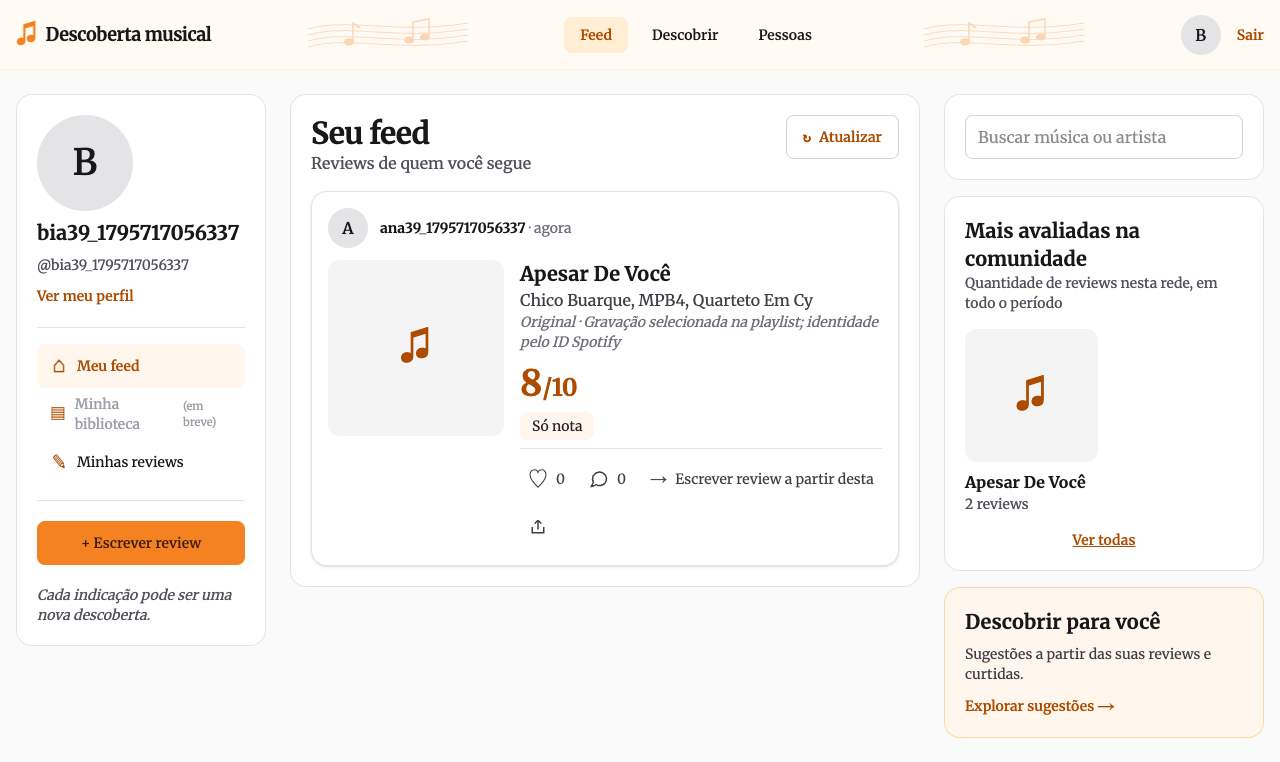 Descoberta musical
Feed
Descobrir
Pessoas
B
Sair
B
bia39_1795717056337
@bia39_1795717056337
Ver meu perfil
Meu feed
Minha
biblioteca
(em
breve)
Minhas reviews
+ Escrever review
Cada indicação pode ser uma
nova descoberta.
Seu feed
Reviews de quem você segue
↻ Atualizar
A
ana39_1795717056337 · agora
Apesar De Você
Chico Buarque, MPB4, Quarteto Em Cy
Original · Gravação selecionada na playlist; identidade
pelo ID Spotify
8/10
Só nota
0
0
→ Escrever review a partir desta
Buscar música ou artista
Mais avaliadas na
comunidade
Quantidade de reviews nesta rede, em
todo o período
Apesar De Você
2 reviews
Ver todas
Descobrir para você
Sugestões a partir das suas reviews e
curtidas.
Explorar sugestões →